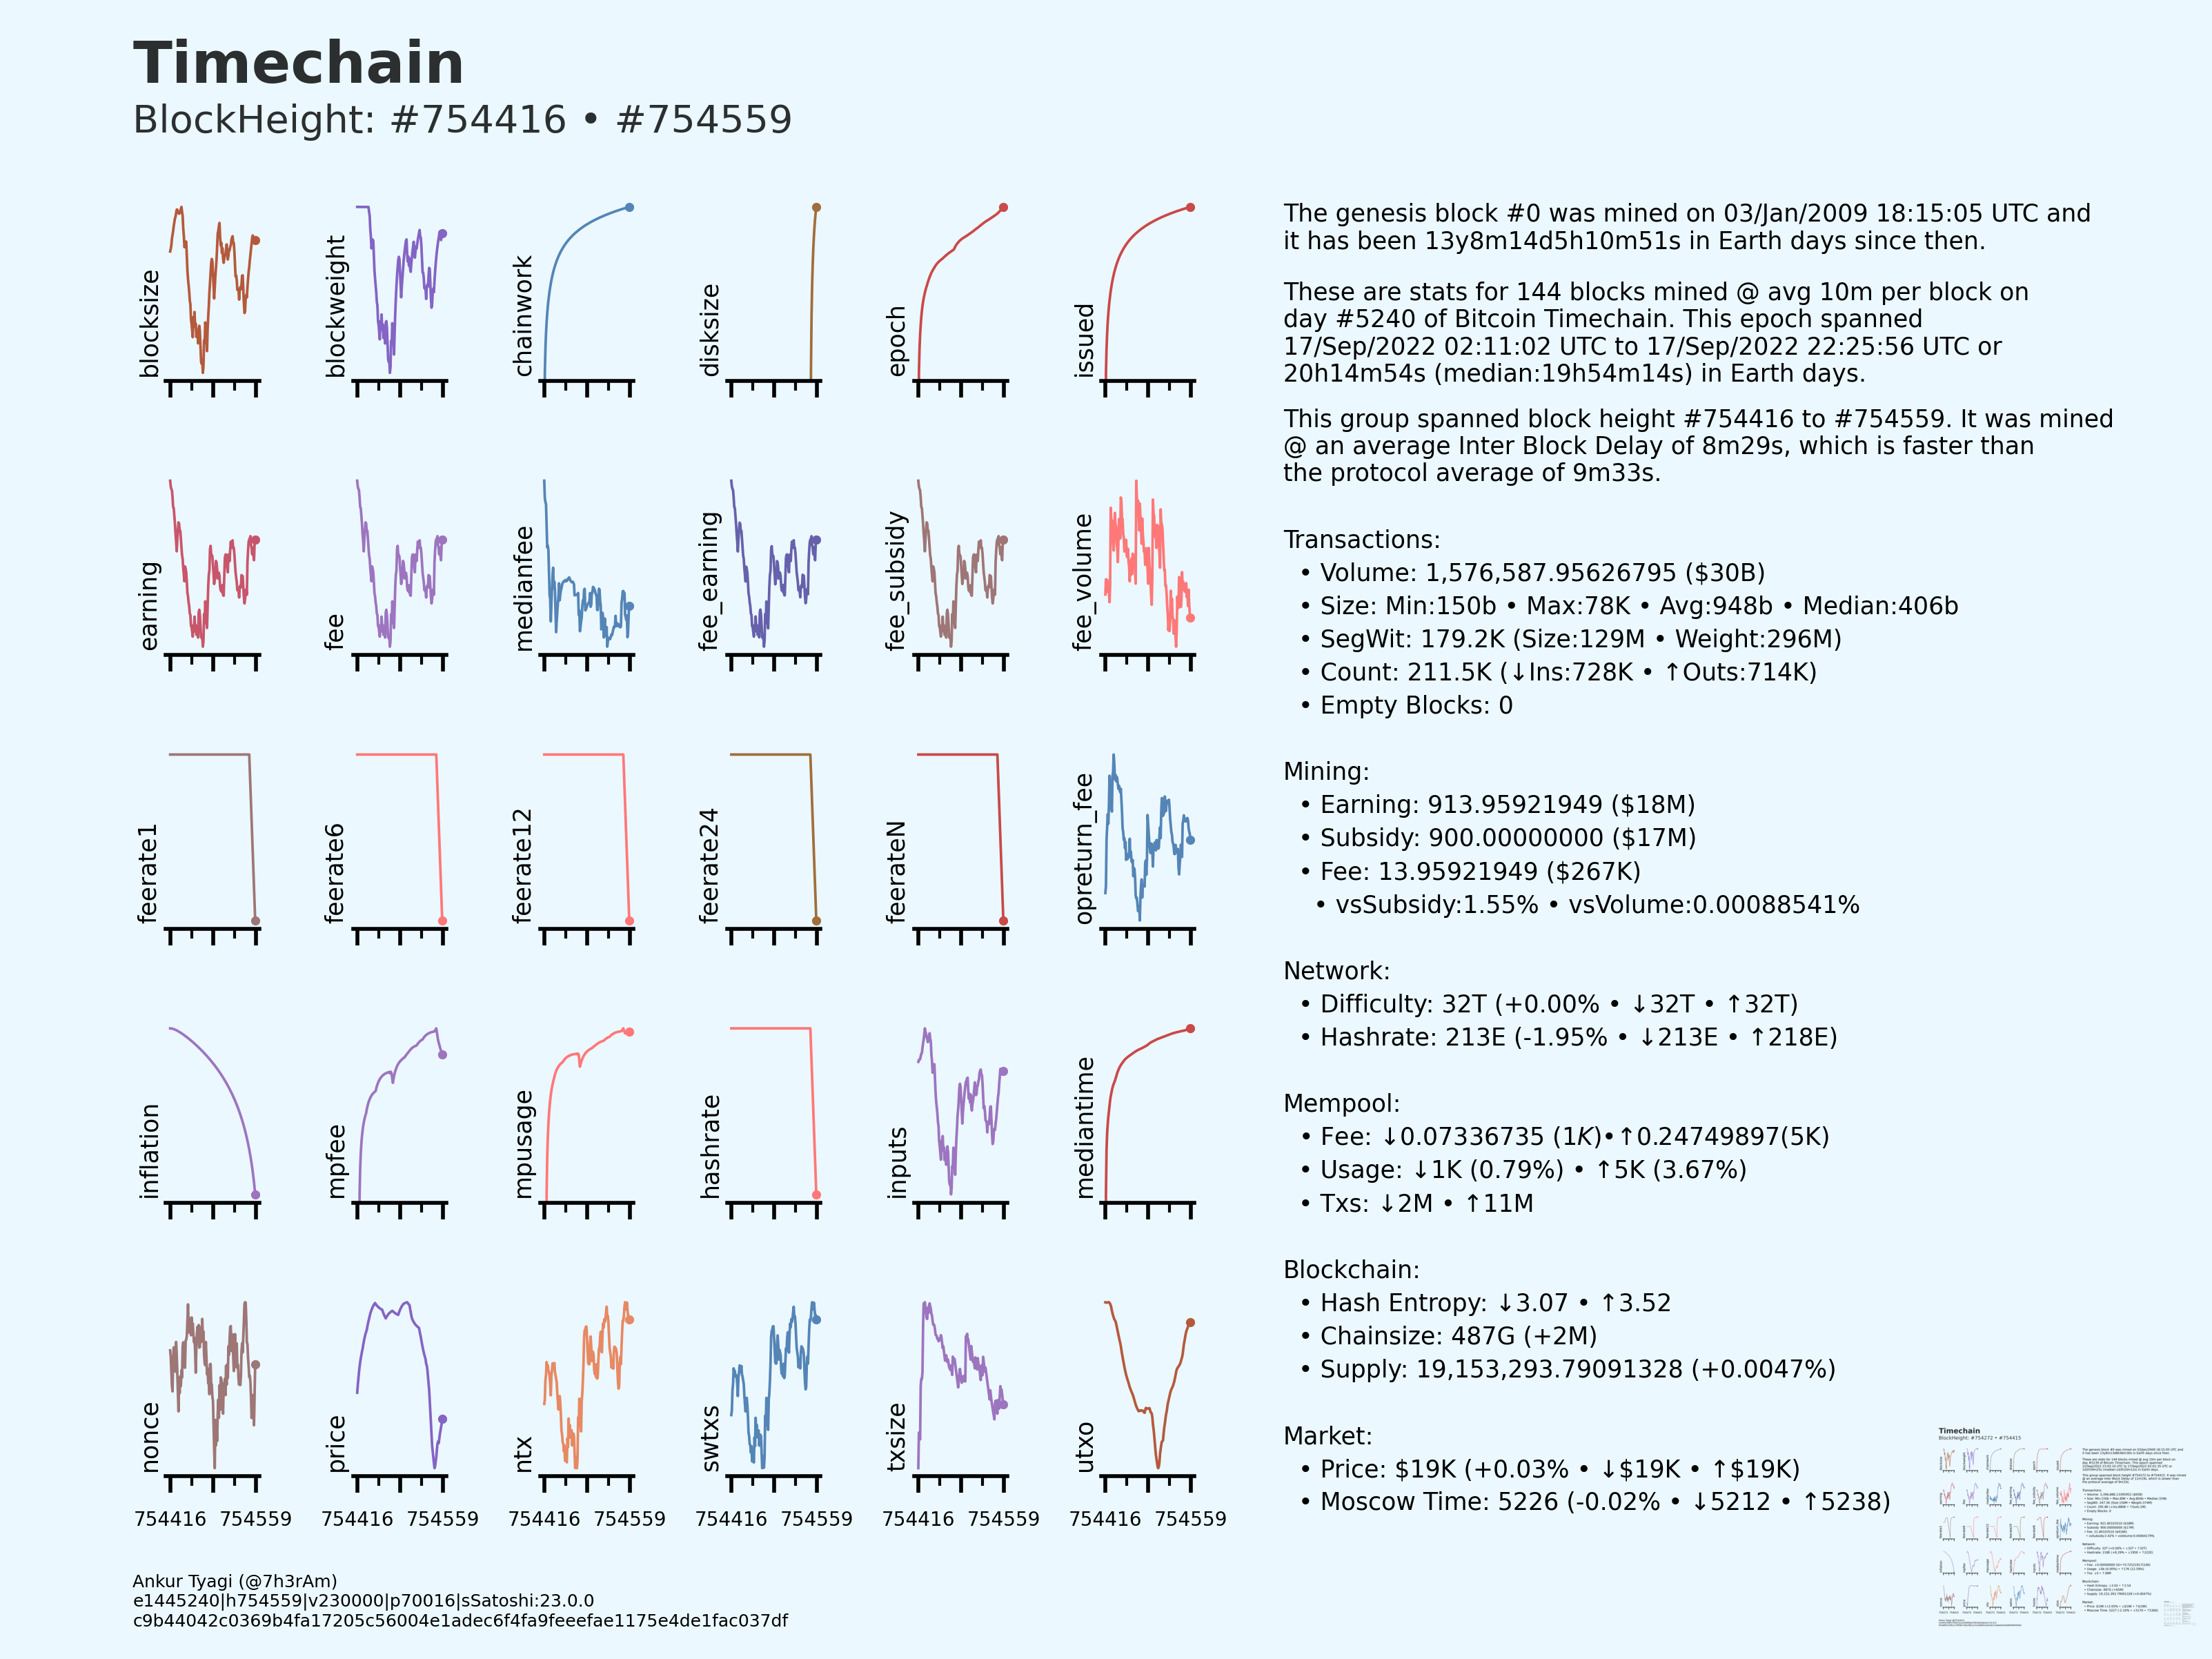 Timechain
BlockHeight: #754416 • #754559
blocksize
blockweight
chainwork
disksize
epoch
issued
earning
fee
medianfee
fee_earning
fee_subsidy
fee_volume
feerate1
feerate6
feerate12
feerate24
feerateN
opreturn_fee
inflation
mpfee
mpusage
hashrate
inputs
mediantime
nonce
price
ntx
swtxs
txsize
utxo
754416 754559 754416 754559 754416 754559 754416 754559 754416 754559 754416 754559
The genesis block #0 was mined on 03/Jan/2009 18:15:05 UTC and
it has been 13y8m14d5h10m51s in Earth days since then.
These are stats for 144 blocks mined @ avg 10m per block on
day #5240 of Bitcoin Timechain. This epoch spanned
17/Sep/2022 02:11:02 UTC to 17/Sep/2022 22:25:56 UTC or
20h14m54s (median:19h54m14s) in Earth days.
This group spanned block height #754416 to #754559. It was mined
@ an average Inter Block Delay of 8m29s, which is faster than
the protocol average of 9m33s.
Transactions:
• Volume: 1,576,587.95626795 ($30B)
• Size: Min:150b • Max:78K • Avg:948b • Median:406b
• SegWit: 179.2K (Size:129M • Weight:296M)
• Count: 211.5K (↓Ins:728K • ↑Outs:714K)
• Empty Blocks: 0
Mining:
• Earning: 913.95921949 ($18M)
• Subsidy: 900.00000000 ($17M)
• Fee: 13.95921949 ($267K)
• vsSubsidy:1.55% • vsVolume:0.00088541%
Network:
• Difficulty: 32T (+0.00% • ↓32T • ↑32T)
• Hashrate: 213E (-1.95% • ↓213E • ↑218E)
Mempool:
• Fee: ↓0.07336735 (1K)•↑0.24749897(5K)
• Usage: ↓1K (0.79%) • ↑5K (3.67%)
• Txs: ↓2M • ↑11M
Blockchain:
• Hash Entropy: ↓3.07 • ↑3.52
• Chainsize: 487G (+2M)
• Supply: 19,153,293.79091328 (+0.0047%)
Market:
• Price: $19K (+0.03% • ↓$19K • ↑$19K)
• Moscow Time: 5226 (-0.02% • ↓5212 • ↑5238)
Ankur Tyagi (@7h3rAm)
e1445240|h754559|v230000|p70016|sSatoshi:23.0.0
c9b44042c0369b4fa17205c56004e1adec6f4fa9feeefae1175e4de1fac037df
Timechain
BlockHeight: #754272 • #754415